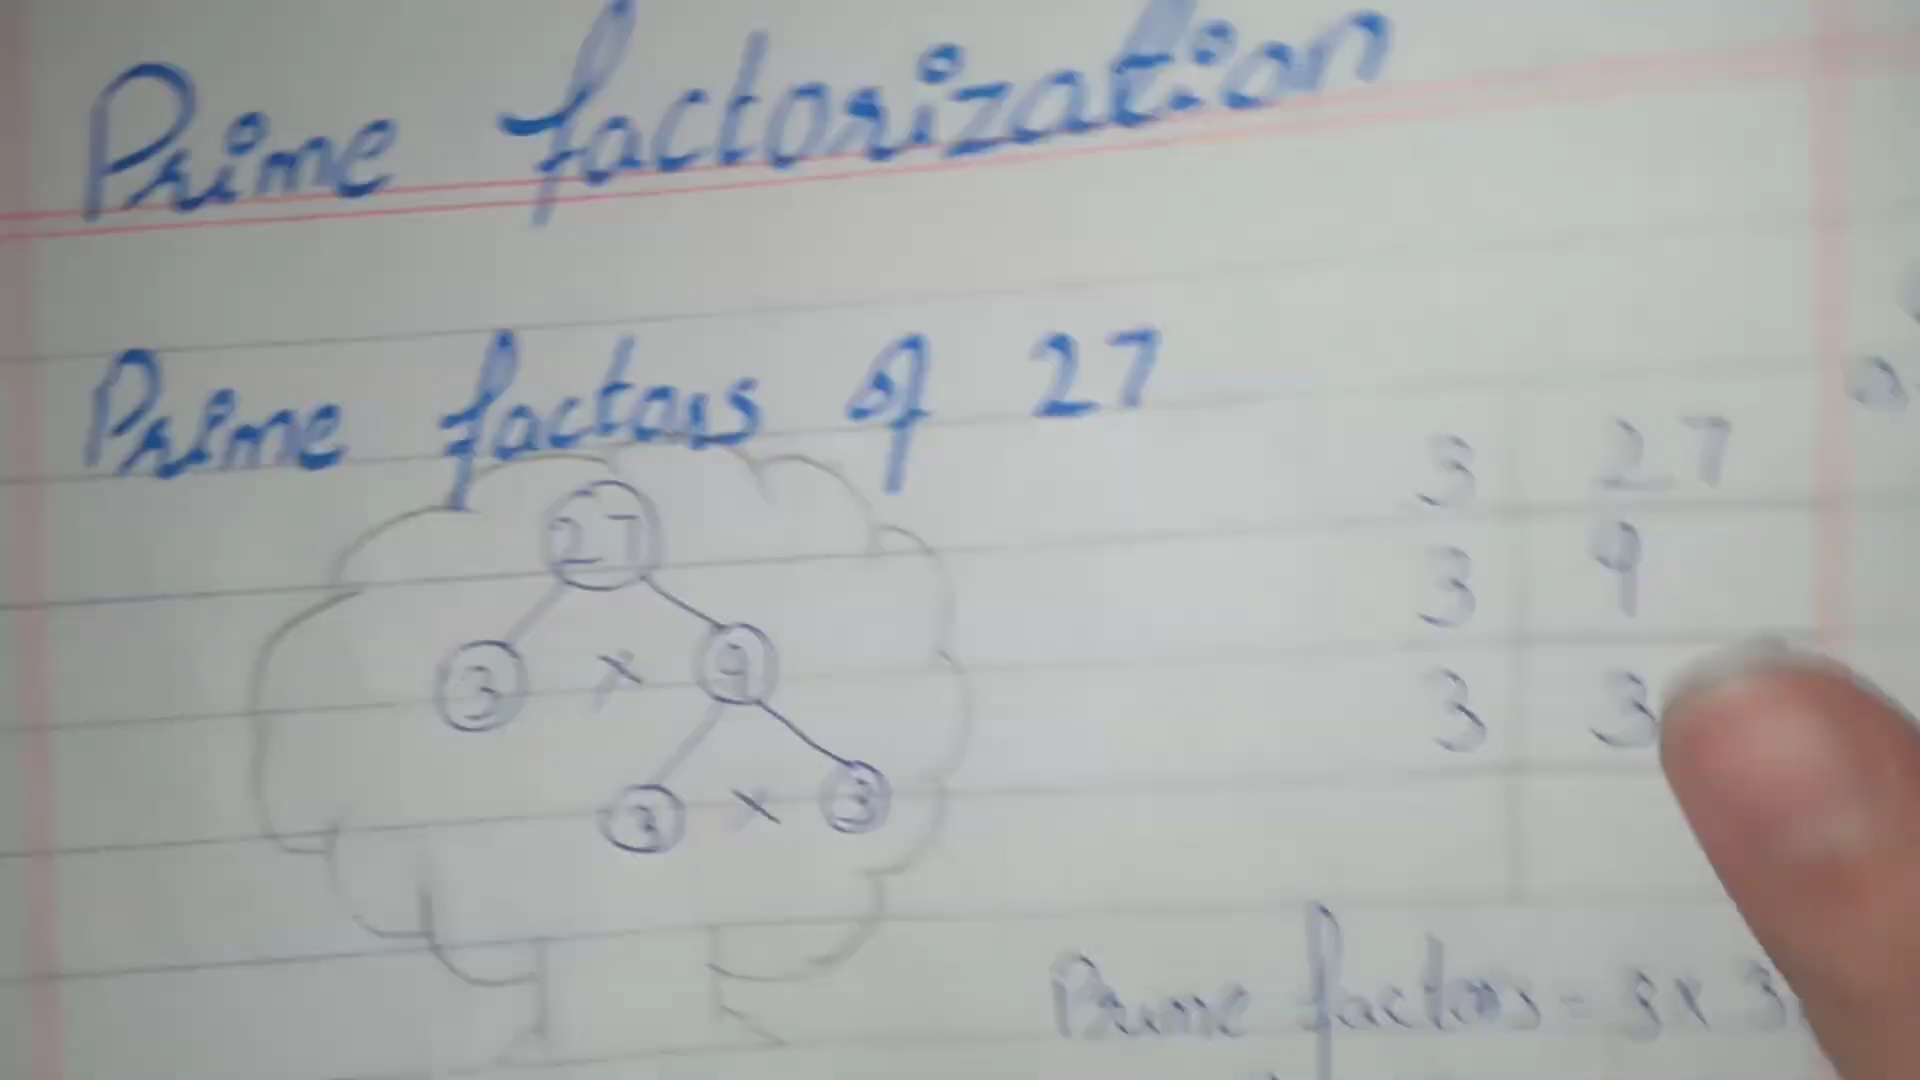 Prime factorization
Prime factors of 27
27
3 x 9
3 x 3
3 27
3 9
3 3
Prime factors = 3 x 3